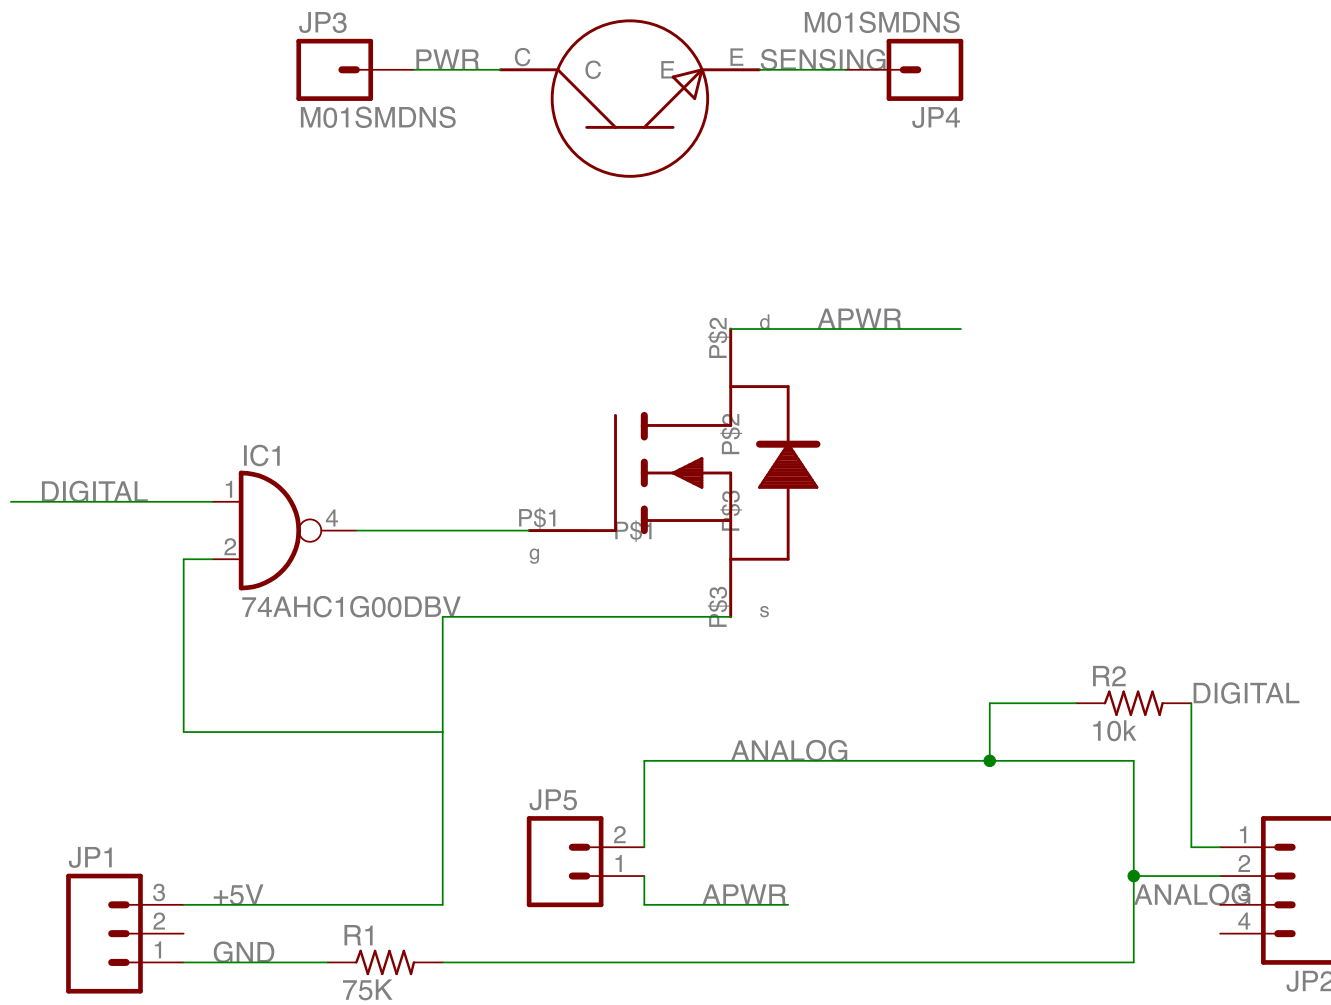 JP3
M01SMDNS
PWR
C
C
E
E
SENSING
M01SMDNS
JP4
P$2
d
APWR
P$2
IC1
DIGITAL
1
2
4
P$1
P$1
g
P$3
74AHC1G00DBV
P$3
s
R2
DIGITAL
10k
ANALOG
JP5
2
1
APWR
JP1
3
+5V
2
1
GND
R1
75K
1
2
ANALOG
3
4
JP2